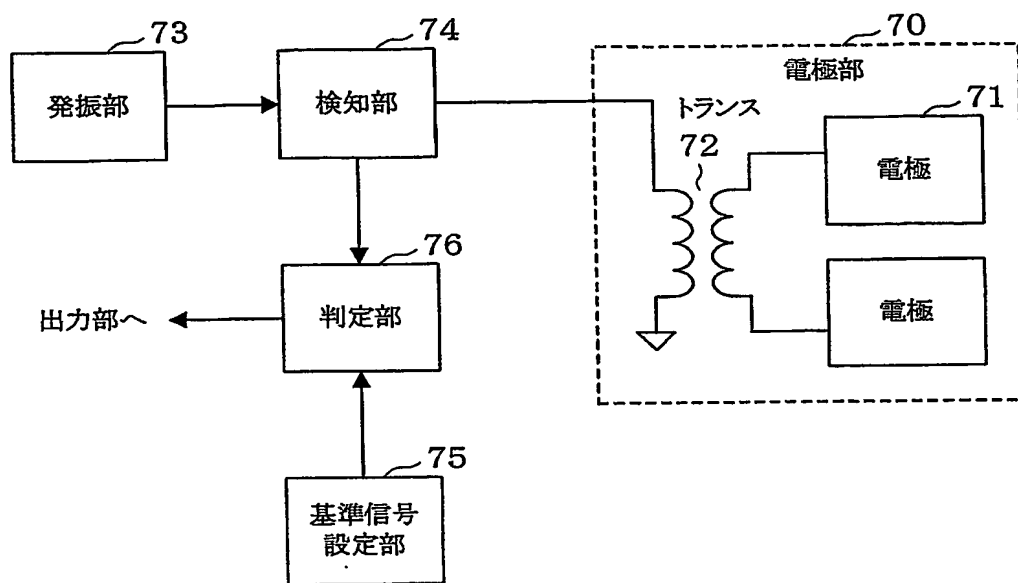 73
発振部
74
検知部
70
電極部
トランス
72
71
電極
電極
76
判定部
出力部へ
75
基準信号
設定部